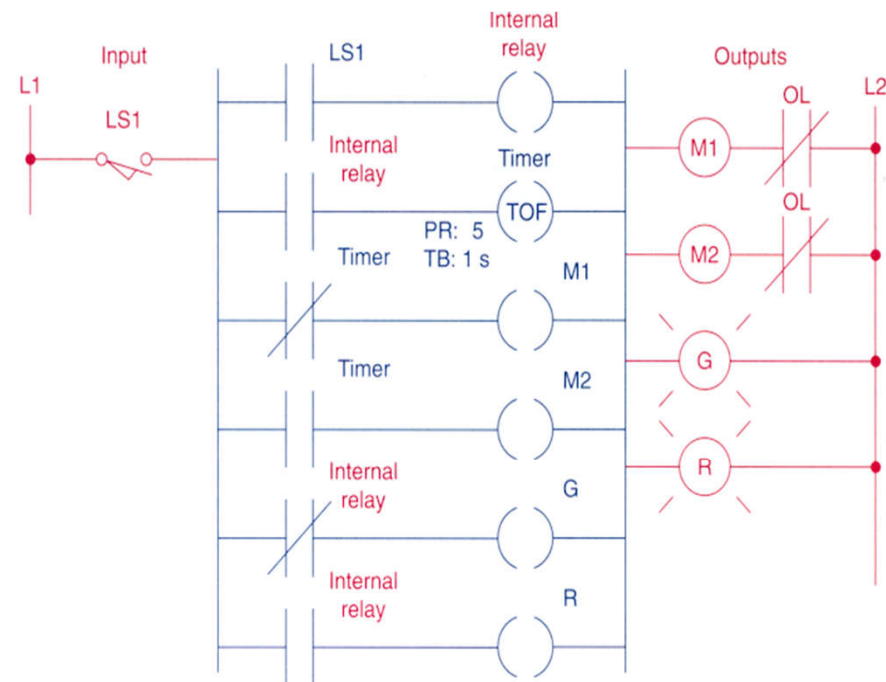 Internal
relay
Input
LS1
Outputs
L1
OL
L2
LS1
M1
Internal
relay
Timer
TOF
PR: 5
TB: 1 s
OL
M2
Timer
M1
G
Timer
M2
R
Internal
relay
G
Internal
relay
R